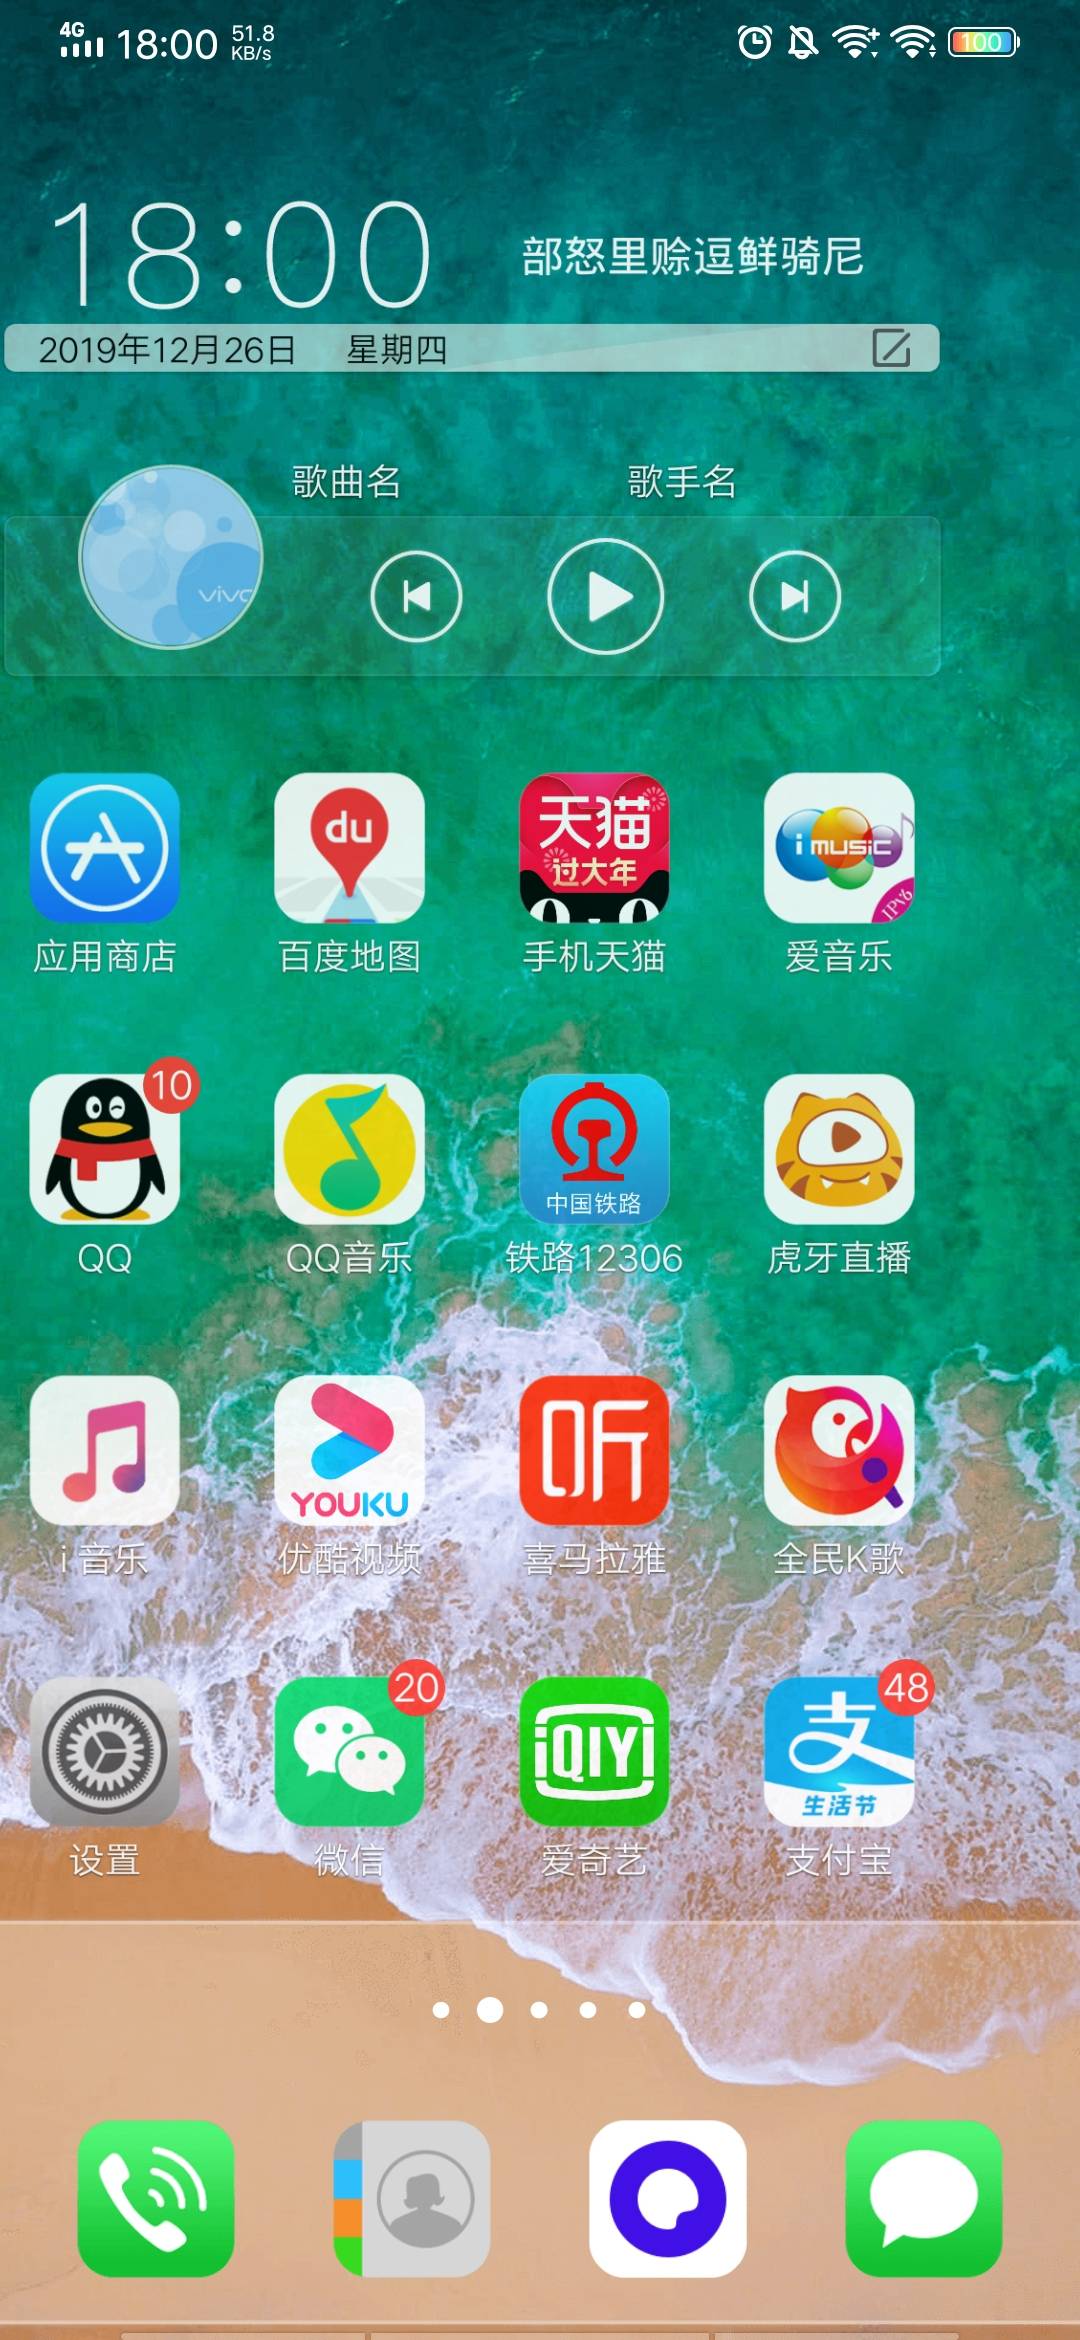 4G 18:00 51.8 KB/s 100
18:00
部怒里赊逗鲜骑尼
2019年12月26日 星期四
歌曲名 歌手名
vivo
du
天猫
过大年
i music
IPV6
应用商店 百度地图 手机天猫 爱音乐
10
中国铁路
QQ QQ音乐 铁路12306 虎牙直播
YOUKU
听
i 音乐 优酷视频 喜马拉雅 全民K歌
20
48
iQIYI
支
生活节
设置 微信 爱奇艺 支付宝